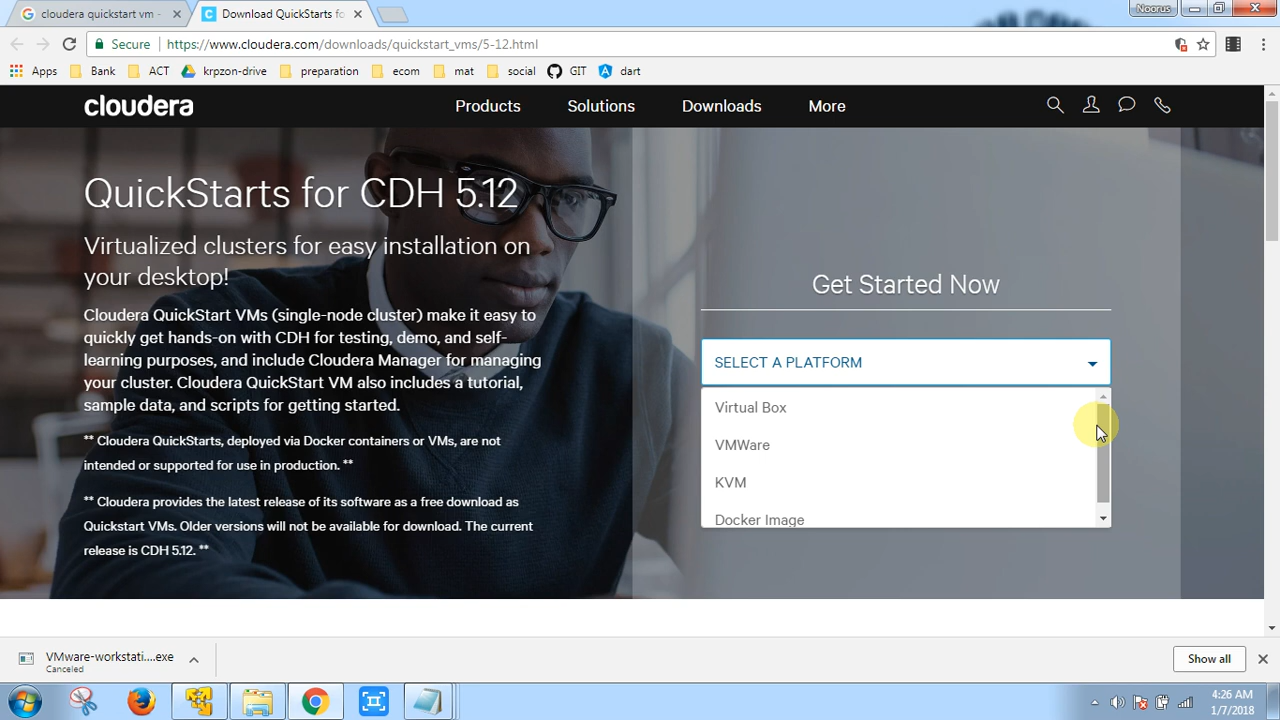 cloudera quickstart vm -
Download QuickStarts fo
Noorus
Secure
https://www.cloudera.com/downloads/quickstart_vms/5-12.html
Apps
Bank
ACT
krpzon-drive
preparation
ecom
mat
social
GIT
dart
cloudera
Products
Solutions
Downloads
More
QuickStarts for CDH 5.12
Virtualized clusters for easy installation on
your desktop!
Cloudera QuickStart VMs (single-node cluster) make it easy to
quickly get hands-on with CDH for testing, demo, and self-
learning purposes, and include Cloudera Manager for managing
your cluster. Cloudera QuickStart VM also includes a tutorial,
sample data, and scripts for getting started.
** Cloudera QuickStarts, deployed via Docker containers or VMs, are not
intended or supported for use in production. **
** Cloudera provides the latest release of its software as a free download as
Quickstart VMs. Older versions will not be available for download. The current
release is CDH 5.12. **
Get Started Now
SELECT A PLATFORM
Virtual Box
VMWare
KVM
Docker Image
VMware-workstati....exe
Canceled
Show all
4:26 AM
1/7/2018